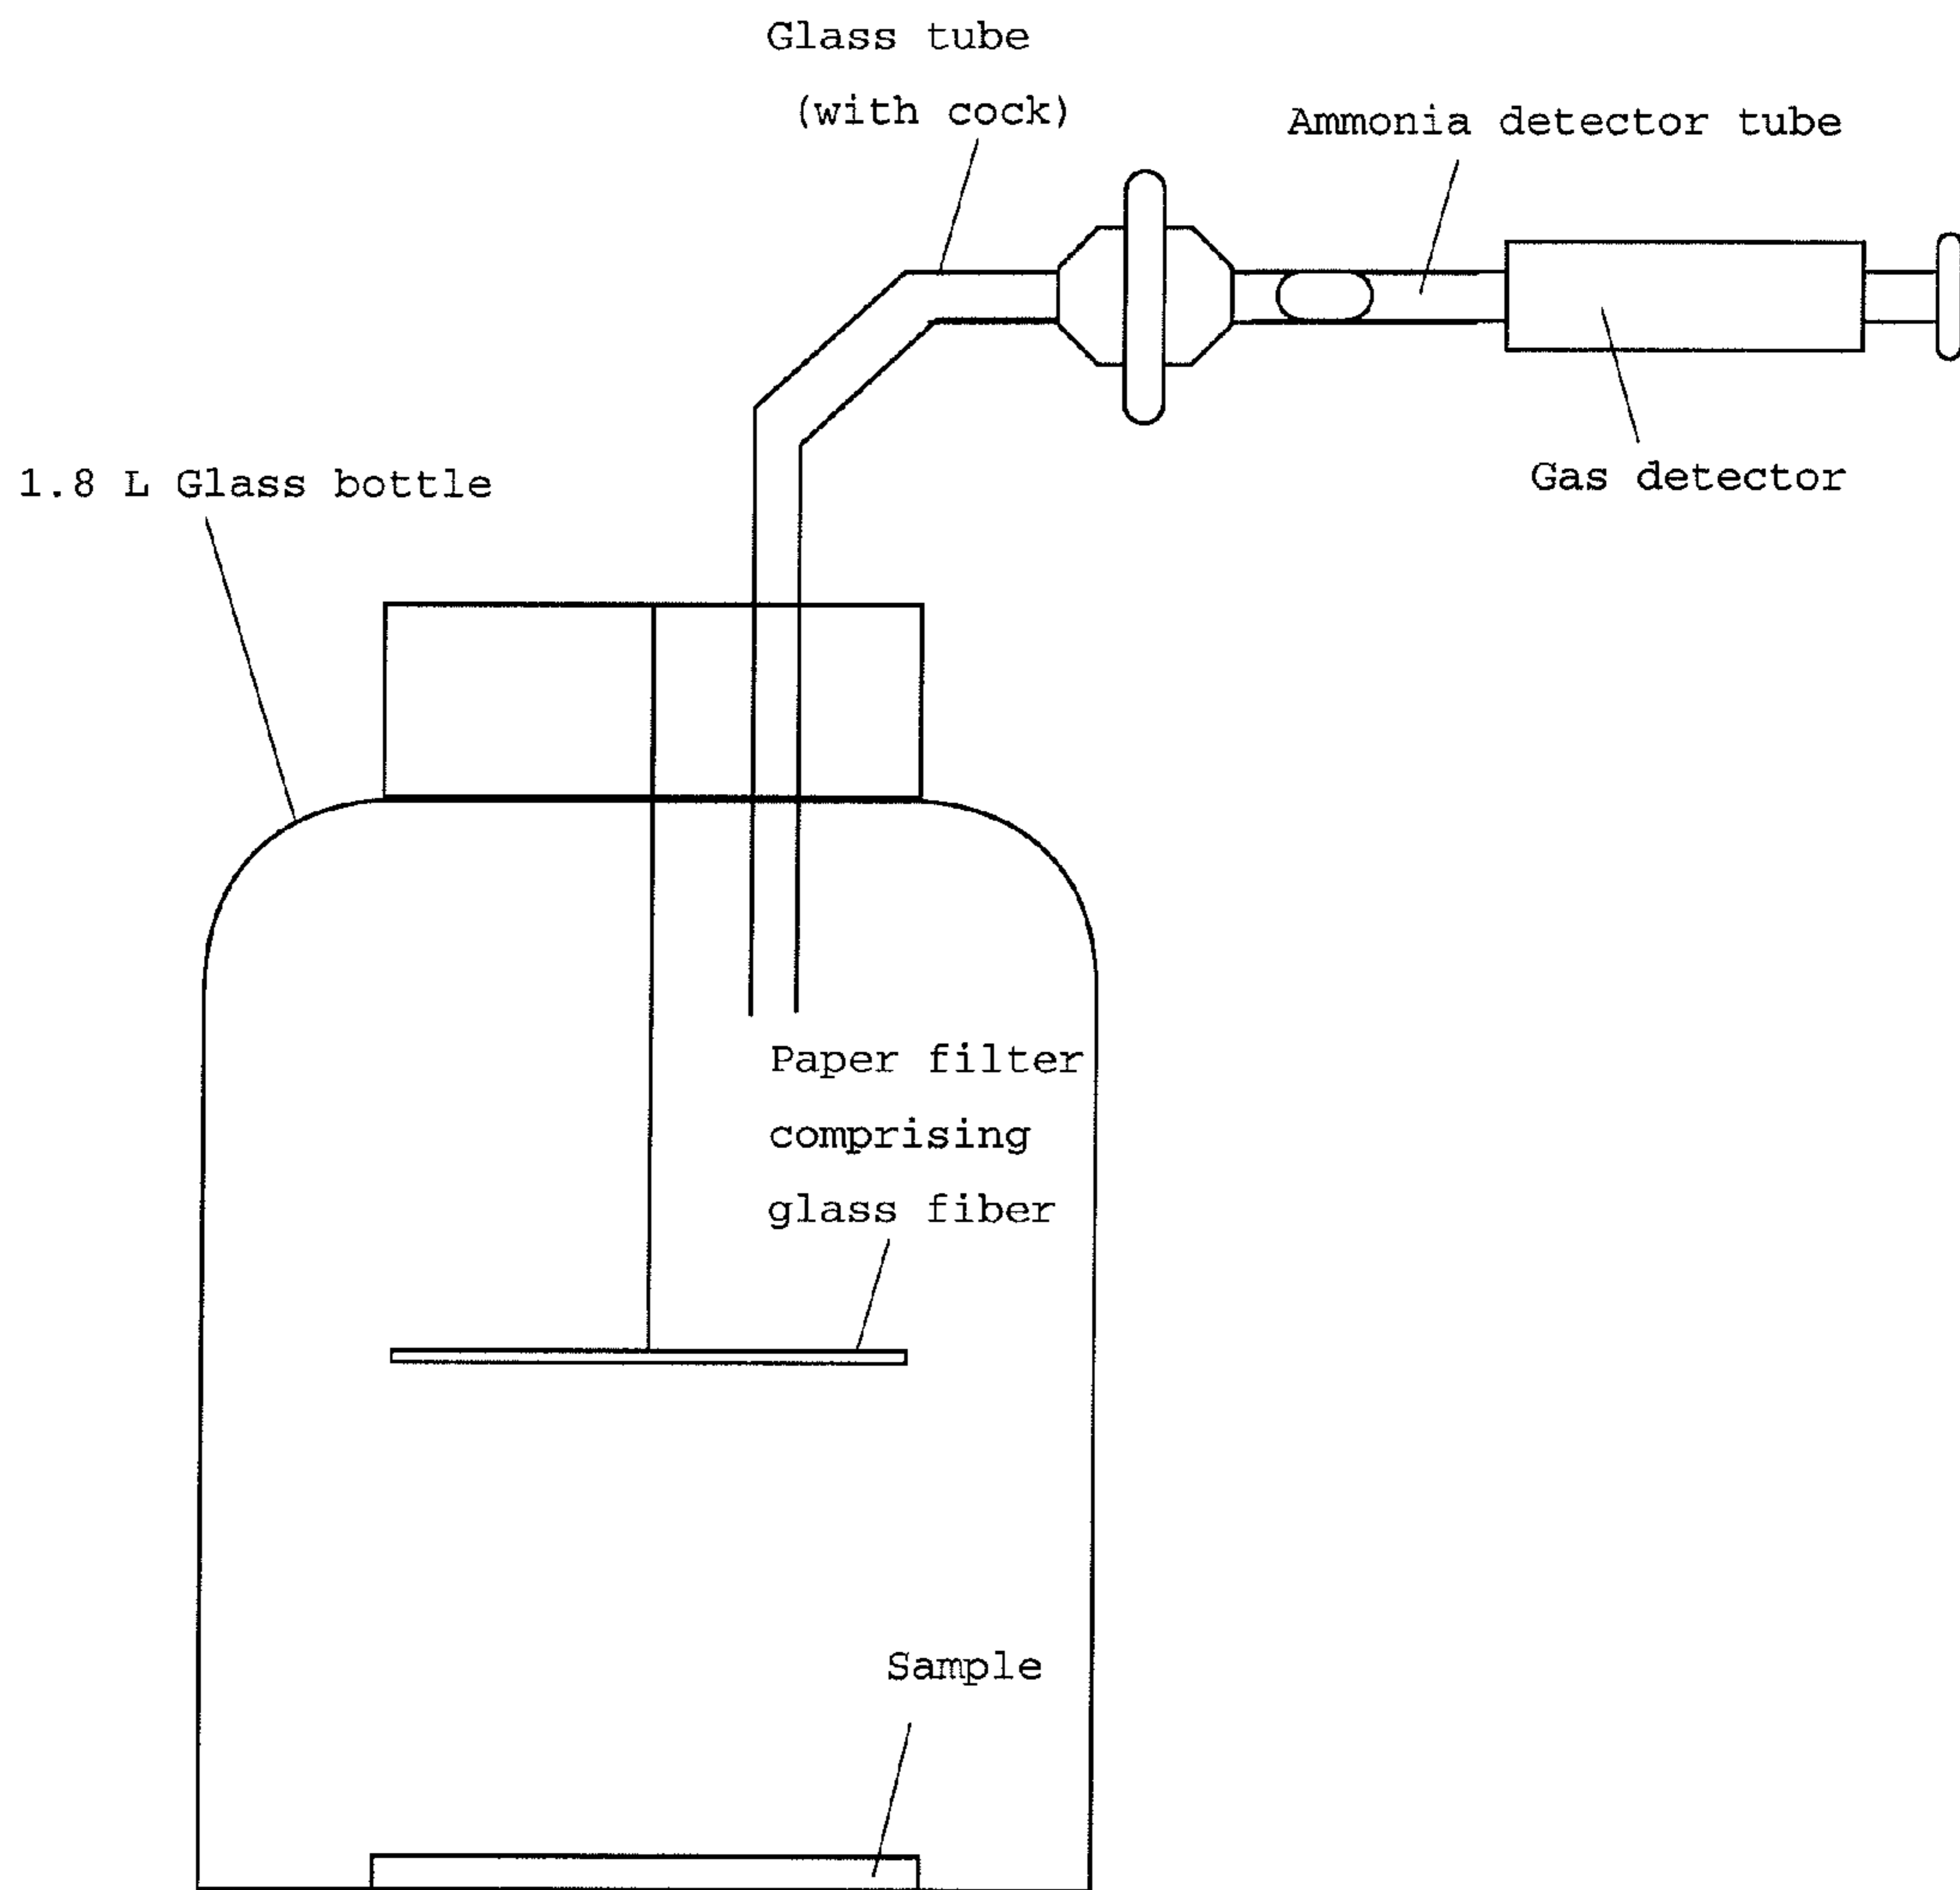 Glass tube
(with cock)
Ammonia detector tube
1.8 L Glass bottle
Gas detector
Paper filter
comprising
glass fiber
Sample